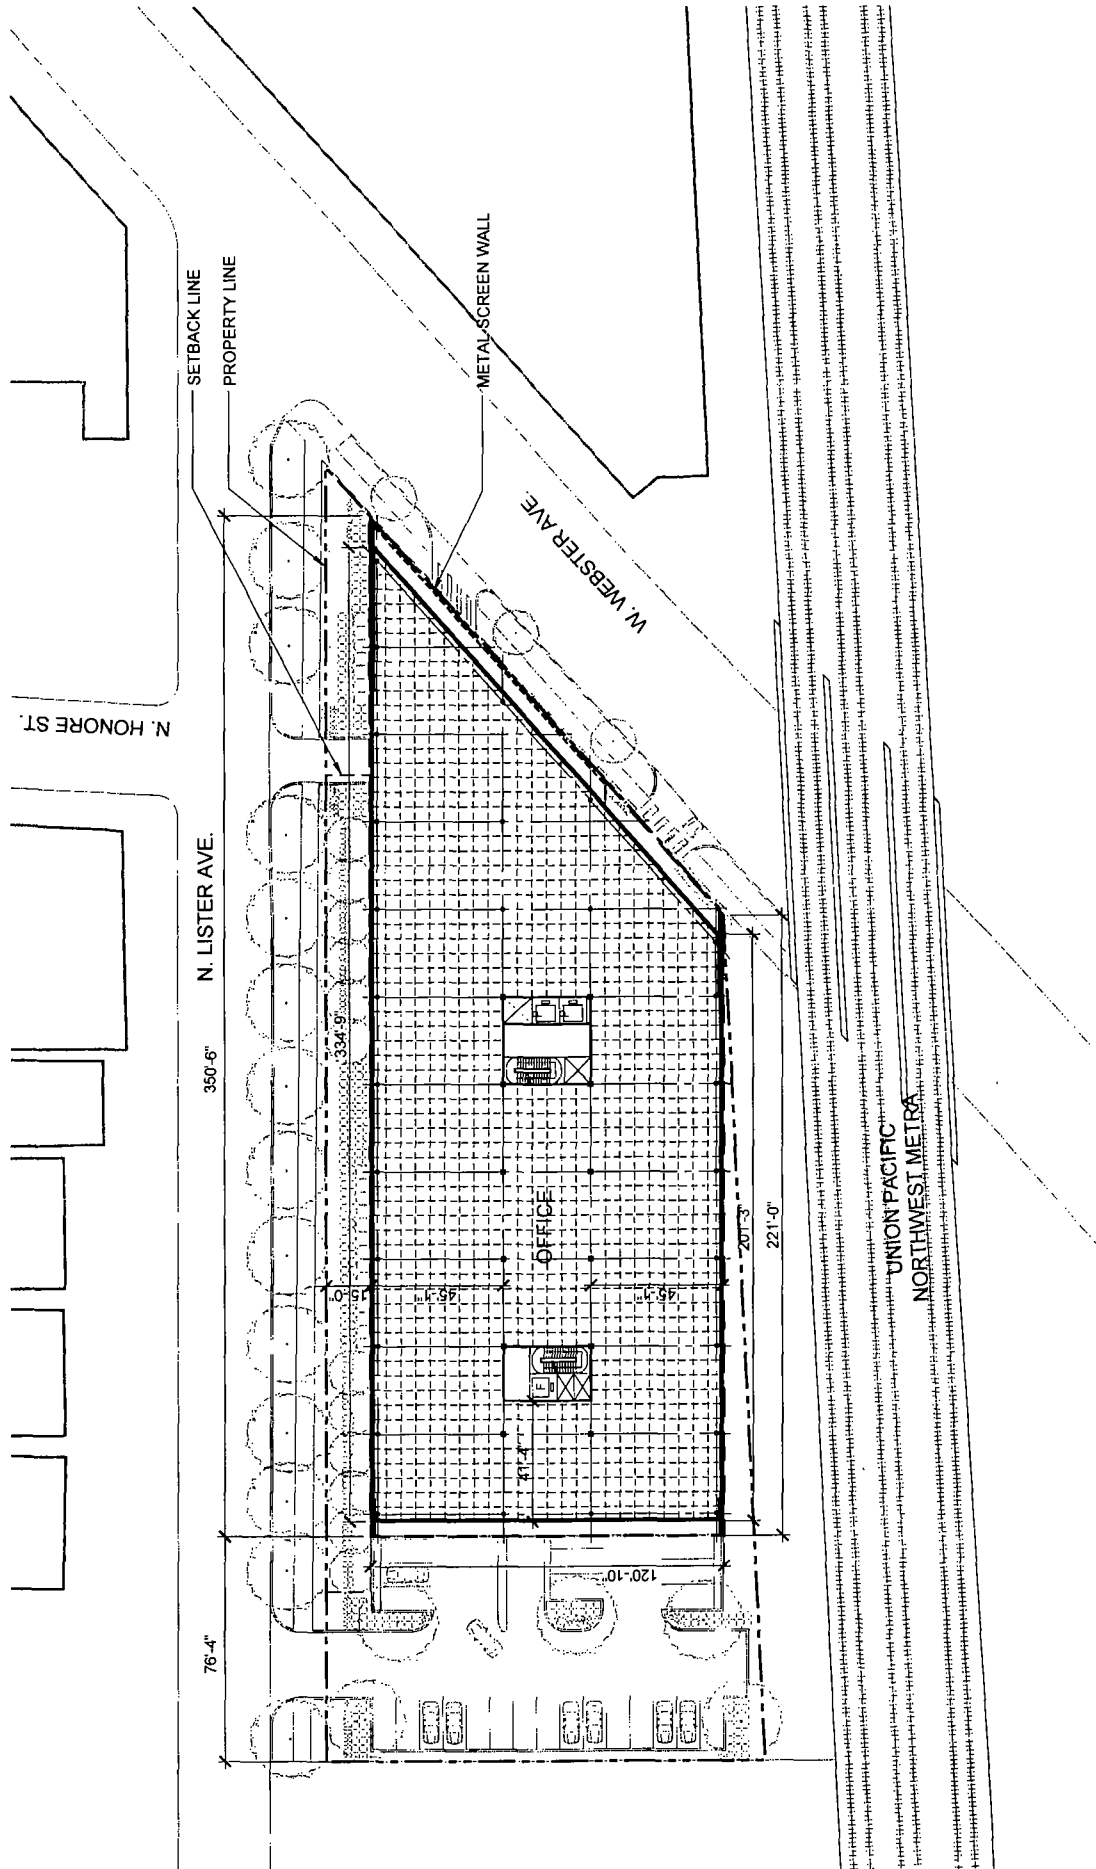 SETBACK LINE
PROPERTY LINE
METAL SCREEN WALL
W. WEBSTER AVE.
N. HONORE ST.
N. LISTER AVE.
350'-6"
334'-9"
OFFICE
15'-0"
45'-1"
45'-1"
201'-3"
221'-0"
UNION PACIFIC
NORTHWEST METRA
F
41'-4"
120'-10"
76'-4"